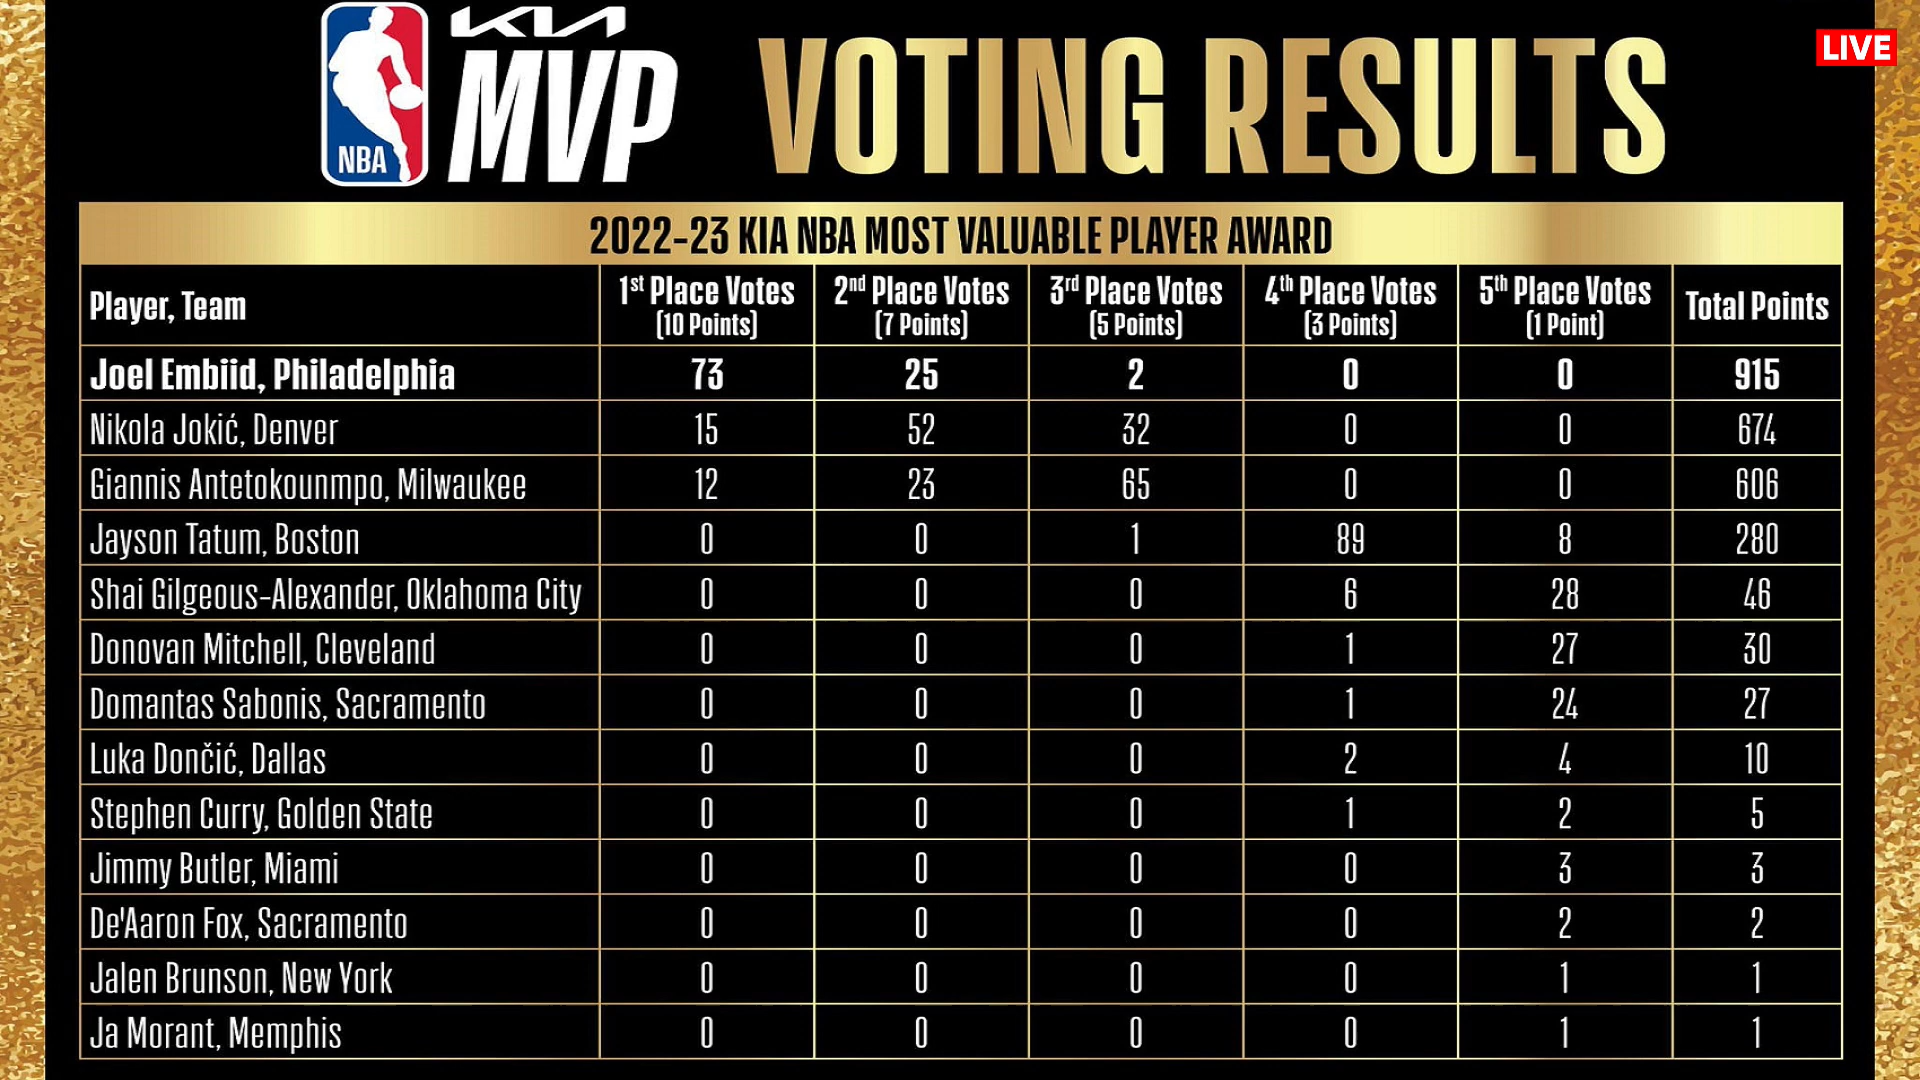 KIA
NBA
MVP VOTING RESULTS
LIVE
2022-23 KIA NBA MOST VALUABLE PLAYER AWARD
Player, Team 1st Place Votes (10 Points) 2nd Place Votes (7 Points) 3rd Place Votes (5 Points) 4th Place Votes (3 Points) 5th Place Votes (1 Point) Total Points
Joel Embiid, Philadelphia 73 25 2 0 0 915
Nikola Jokić, Denver 15 52 32 0 0 674
Giannis Antetokounmpo, Milwaukee 12 23 65 0 0 606
Jayson Tatum, Boston 0 0 1 89 8 280
Shai Gilgeous-Alexander, Oklahoma City 0 0 0 6 28 46
Donovan Mitchell, Cleveland 0 0 0 1 27 30
Domantas Sabonis, Sacramento 0 0 0 1 24 27
Luka Dončić, Dallas 0 0 0 2 4 10
Stephen Curry, Golden State 0 0 0 1 2 5
Jimmy Butler, Miami 0 0 0 0 3 3
De'Aaron Fox, Sacramento 0 0 0 0 2 2
Jalen Brunson, New York 0 0 0 0 1 1
Ja Morant, Memphis 0 0 0 0 1 1